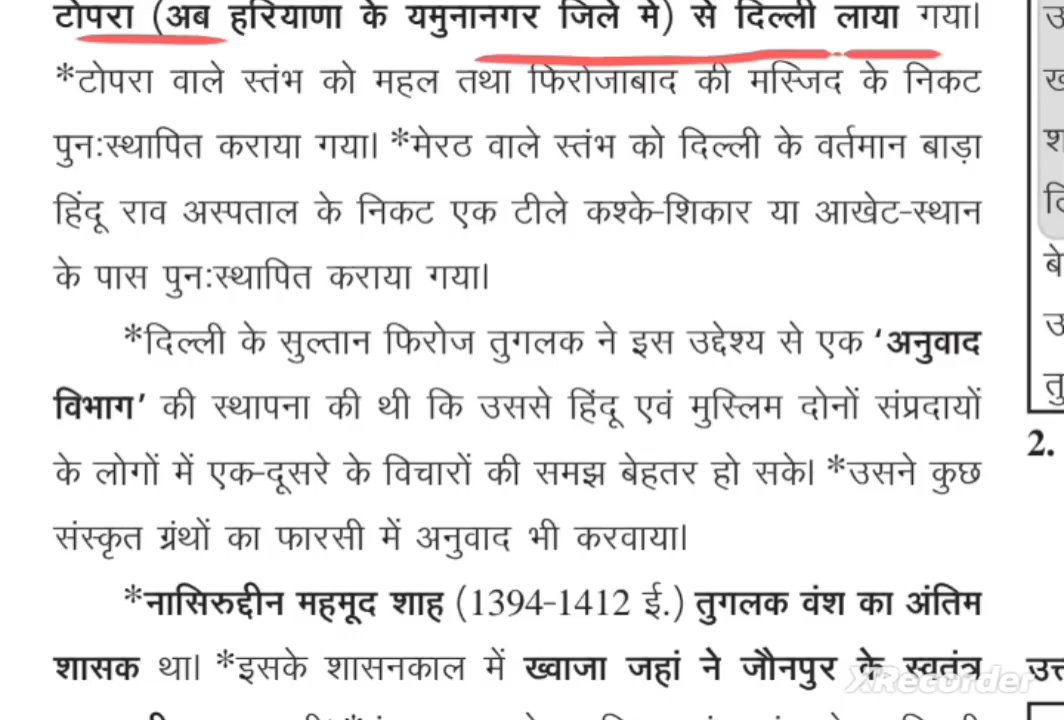 टोपरा (अब हरियाणा के यमुनानगर जिले में) से दिल्ली लाया गया।
*टोपरा वाले स्तंभ को महल तथा फिरोजाबाद की मस्जिद के निकट
पुनःस्थापित कराया गया। *मेरठ वाले स्तंभ को दिल्ली के वर्तमान बाड़ा
हिंदू राव अस्पताल के निकट एक टीले कश्के-शिकार या आखेट-स्थान
के पास पुनःस्थापित कराया गया।
*दिल्ली के सुल्तान फिरोज तुगलक ने इस उद्देश्य से एक ‘अनुवाद
विभाग’ की स्थापना की थी कि उससे हिंदू एवं मुस्लिम दोनों संप्रदायों
के लोगों में एक-दूसरे के विचारों की समझ बेहतर हो सके। *उसने कुछ
संस्कृत ग्रंथों का फारसी में अनुवाद भी करवाया।
*नासिरुद्दीन महमूद शाह (1394-1412 ई.) तुगलक वंश का अंतिम
शासक था। *इसके शासनकाल में ख्वाजा जहां ने जौनपुर के स्वतंत्र
2.
XRecorder